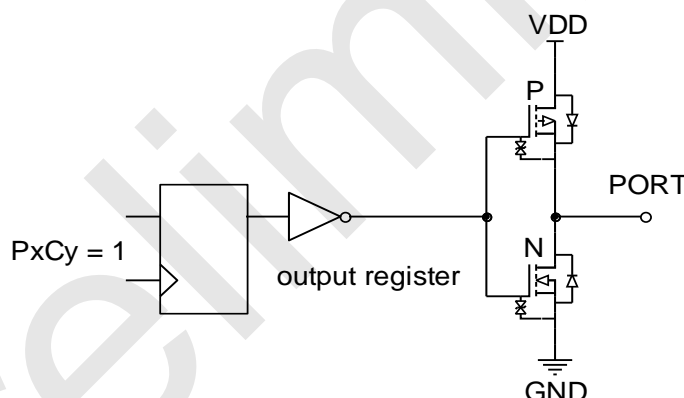 VDD
P
PORT
PxCy = 1
N
output register
GND